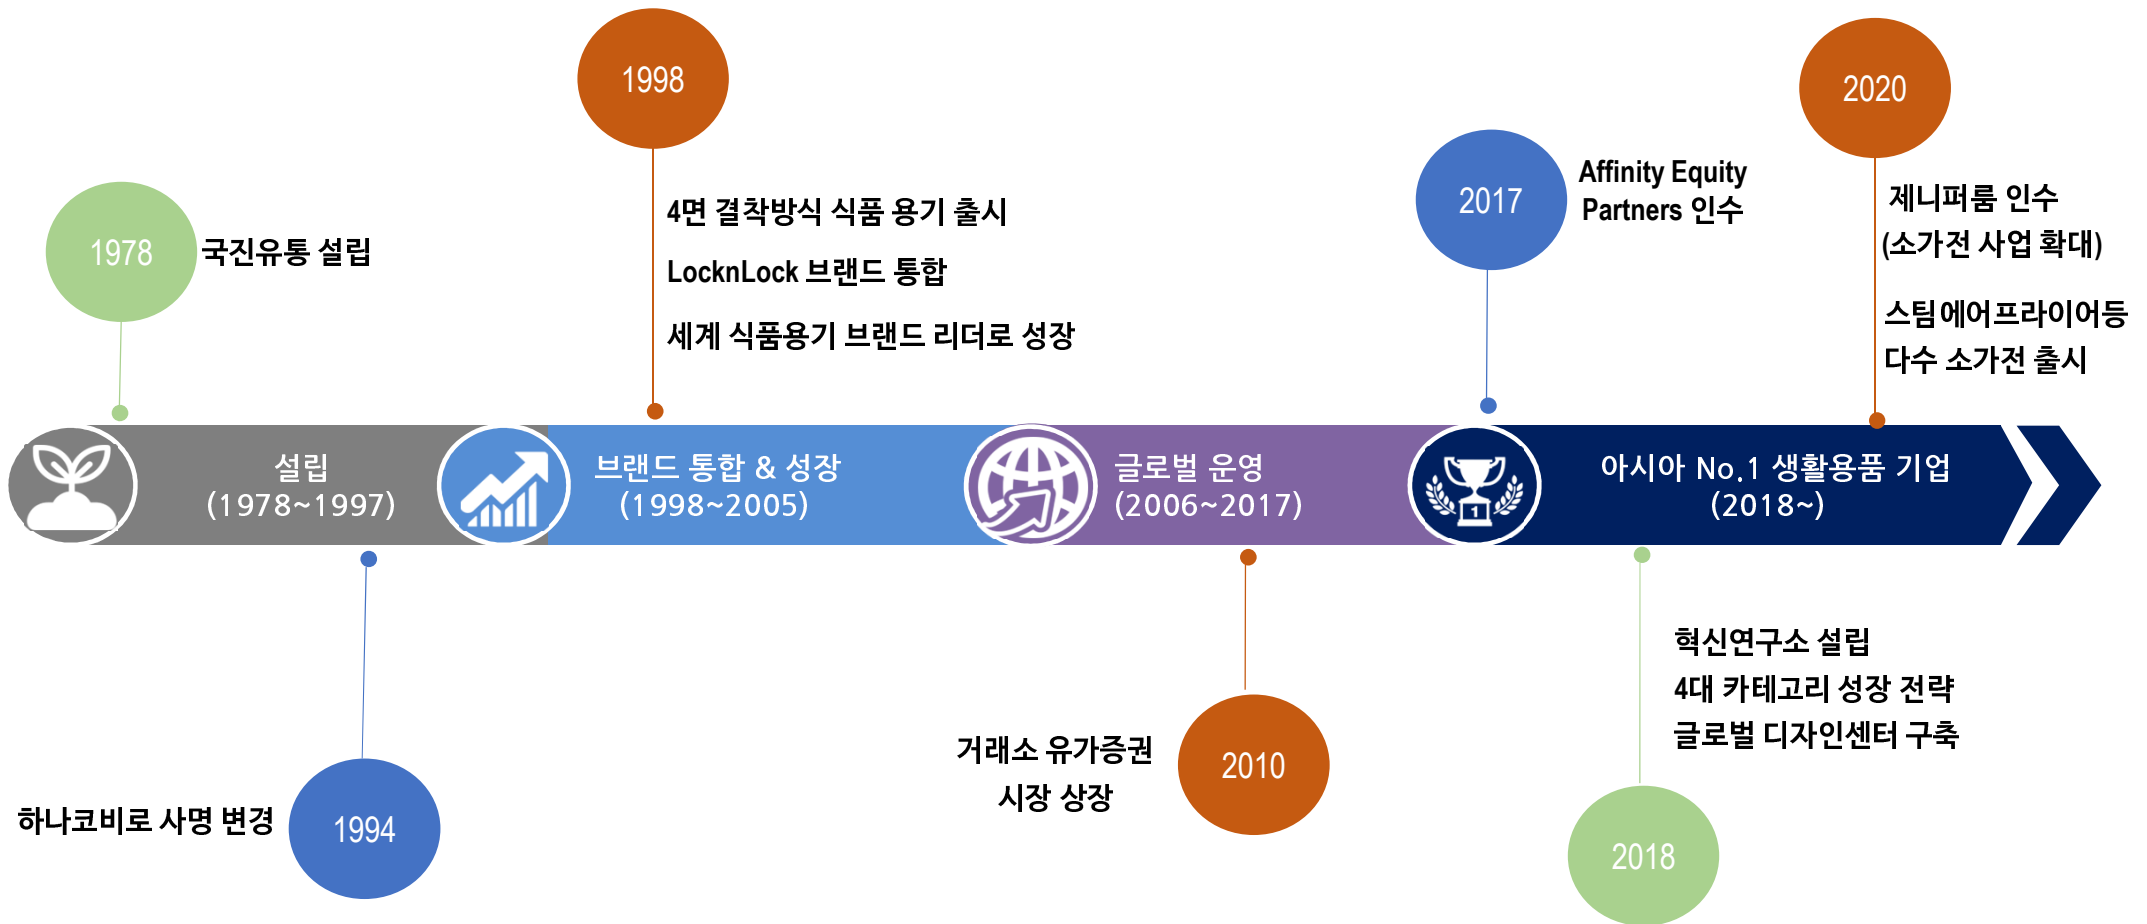 1978
국진유통 설립
1998
4면 결착방식 식품 용기 출시
LocknLock 브랜드 통합
세계 식품용기 브랜드 리더로 성장
2017
Affinity Equity
Partners 인수
2020
제니퍼룸 인수
(소가전 사업 확대)
스팀에어프라이어등
다수 소가전 출시
설립
(1978~1997)
브랜드 통합 & 성장
(1998~2005)
글로벌 운영
(2006~2017)
1
아시아 No.1 생활용품 기업
(2018~)
하나코비로 사명 변경
1994
거래소 유가증권
시장 상장
2010
혁신연구소 설립
4대 카테고리 성장 전략
글로벌 디자인센터 구축
2018